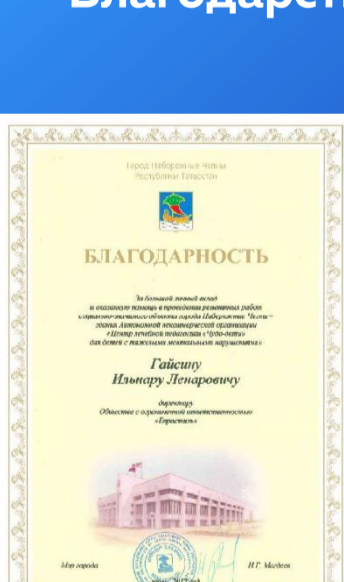 Благодарст
Город Набережные Челны
Республики Татарстан
БЛАГОДАРНОСТЬ
За большой личный вклад
и оказанную помощь в проведении ремонтных работ
социально-значимого объекта города Набережные Челны –
здания Автономной некоммерческой организации
«Центр лечебной педагогики «Чудо-дети»
для детей с тяжелыми ментальными нарушениями»
Гайсину
Ильнару Ленаровичу
директору
Общества с ограниченной ответственностью
«Еврастиль»
Мэр города
Н.Г. Магдеев